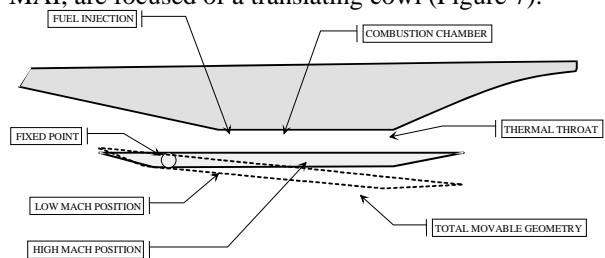 MAI, are focused of a translating cowl (Figure 7).
FUEL INJECTION
COMBUSTION CHAMBER
THERMAL THROAT
FIXED POINT
LOW MACH POSITION
TOTAL MOVABLE GEOMETRY
HIGH MACH POSITION